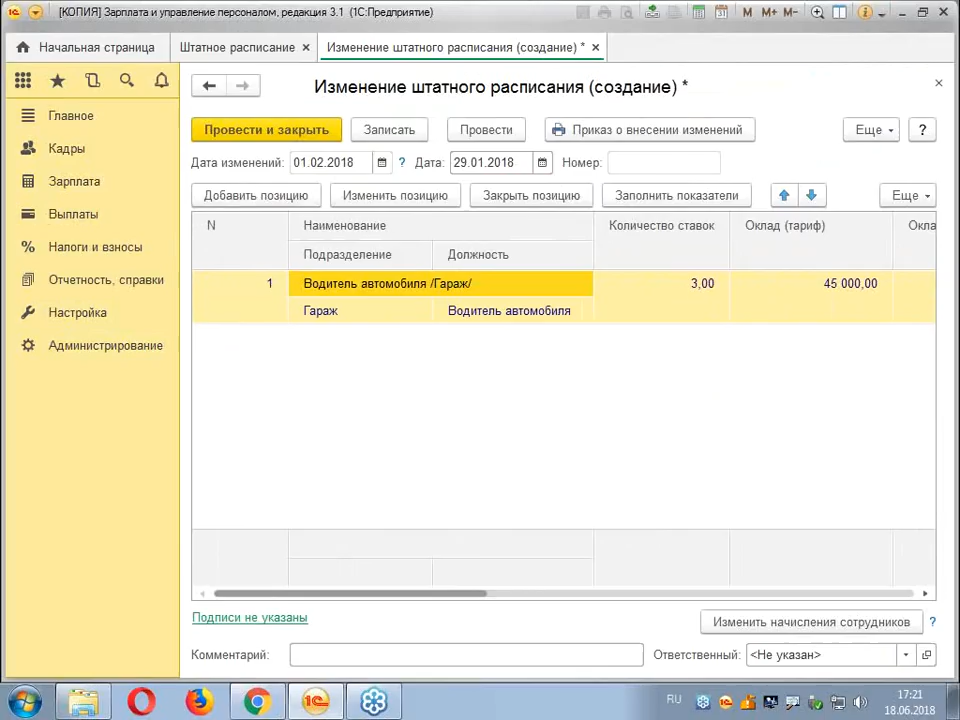 [КОПИЯ] Зарплата и управление персоналом, редакция 3.1 (1С:Предприятие)
M M+ M-
Начальная страница
Штатное расписание ×
Изменение штатного расписания (создание) * ×
Изменение штатного расписания (создание) *
Главное
Кадры
Зарплата
Выплаты
Налоги и взносы
Отчетность, справки
Настройка
Администрирование
Провести и закрыть
Записать
Провести
Приказ о внесении изменений
Еще
?
Дата изменений: 01.02.2018 ? Дата: 29.01.2018 Номер:
Добавить позицию
Изменить позицию
Закрыть позицию
Заполнить показатели
Еще
N Наименование Количество ставок Оклад (тариф) Окла
Подразделение Должность
1 Водитель автомобиля /Гараж/ 3,00 45 000,00
Гараж Водитель автомобиля
Подписи не указаны
Изменить начисления сотрудников ?
Комментарий:
Ответственный: <Не указан>
RU
17:21
18.06.2018